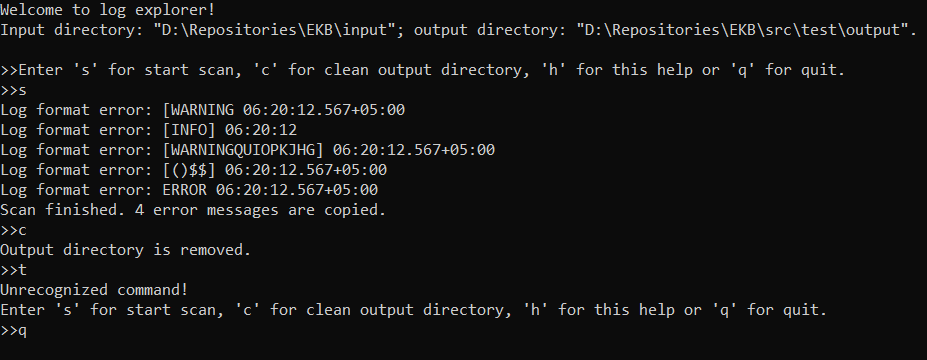 Welcome to log explorer!
Input directory: "D:\Repositories\EKB\input"; output directory: "D:\Repositories\EKB\src\test\output".
>>Enter 's' for start scan, 'c' for clean output directory, 'h' for this help or 'q' for quit.
>>s
Log format error: [WARNING 06:20:12.567+05:00
Log format error: [INFO] 06:20:12
Log format error: [WARNINGQUIOPKJHG] 06:20:12.567+05:00
Log format error: [()$$] 06:20:12.567+05:00
Log format error: ERROR 06:20:12.567+05:00
Scan finished. 4 error messages are copied.
>>c
Output directory is removed.
>>t
Unrecognized command!
Enter 's' for start scan, 'c' for clean output directory, 'h' for this help or 'q' for quit.
>>q